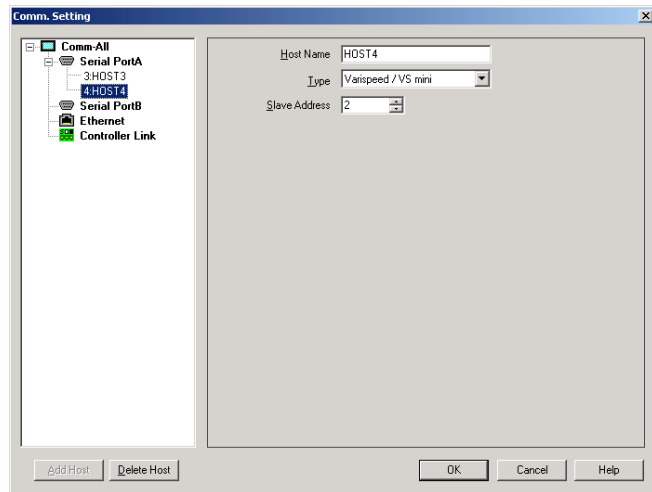 Comm. Setting
Comm-All
Serial PortA
3:HOST3
4:HOST4
Serial PortB
Ethernet
Controller Link
Host Name HOST4
Type Varispeed / VS mini
Slave Address 2
Add Host Delete Host OK Cancel Help